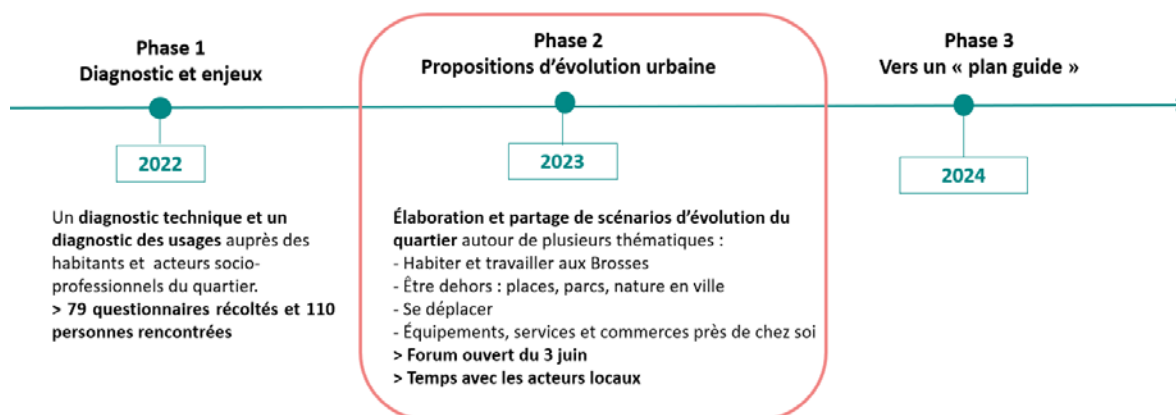 Phase 1
Diagnostic et enjeux
2022
Un diagnostic technique et un
diagnostic des usages auprès des
habitants et acteurs socio-
professionnels du quartier.
> 79 questionnaires récoltés et 110
personnes rencontrées
Phase 2
Propositions d'évolution urbaine
2023
Élaboration et partage de scénarios d'évolution du
quartier autour de plusieurs thématiques :
- Habiter et travailler aux Brosses
- Être dehors : places, parcs, nature en ville
- Se déplacer
- Équipements, services et commerces près de chez soi
> Forum ouvert du 3 juin
> Temps avec les acteurs locaux
Phase 3
Vers un « plan guide »
2024